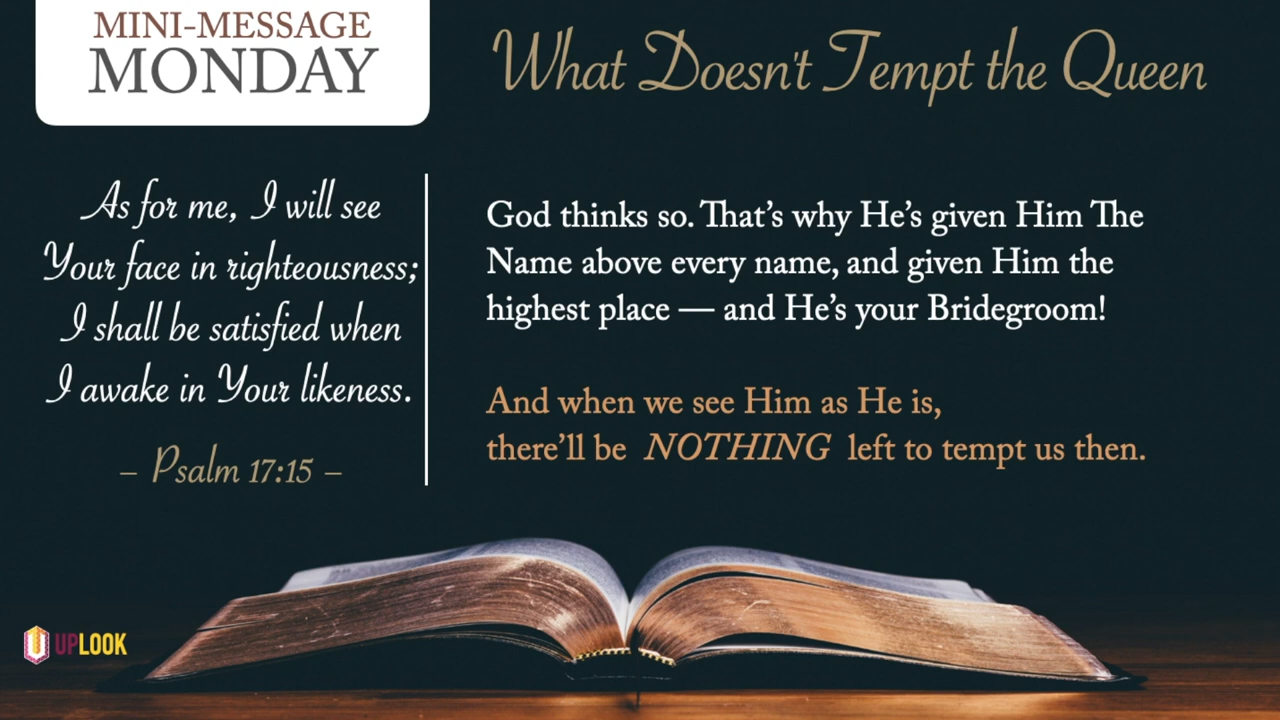 MINI-MESSAGE
MONDAY
What Doesn't Tempt the Queen
As for me, I will see
Your face in righteousness;
I shall be satisfied when
I awake in Your likeness.
– Psalm 17:15 –
God thinks so. That’s why He’s given Him The
Name above every name, and given Him the
highest place — and He’s your Bridegroom!
And when we see Him as He is,
there’ll be NOTHING left to tempt us then.
UPLOOK